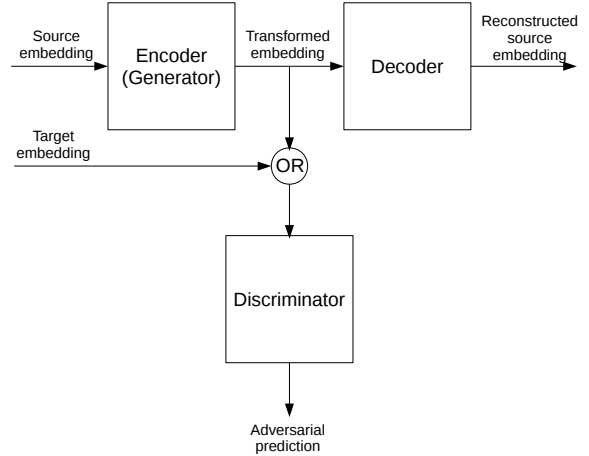 Source
embedding
Encoder
(Generator)
Transformed
embedding
Decoder
Reconstructed
source
embedding
Target
embedding
OR
Discriminator
Adversarial
prediction